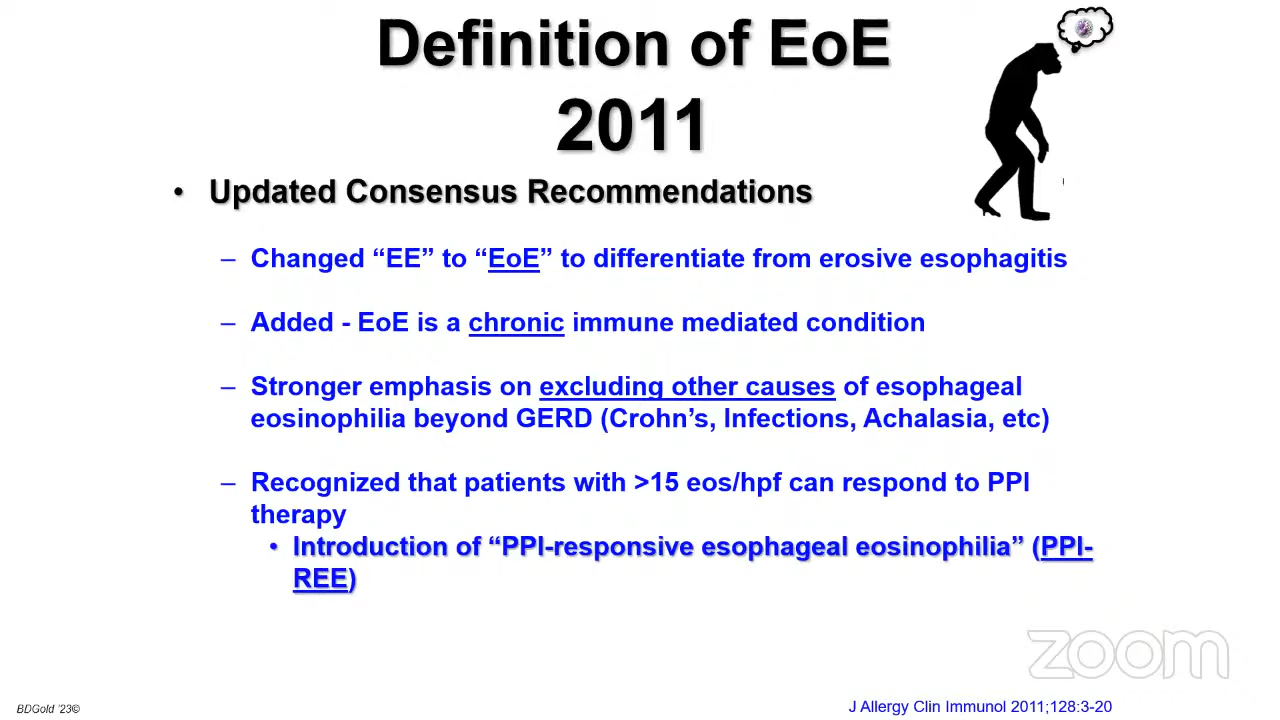 Definition of EoE
2011
• Updated Consensus Recommendations
– Changed “EE” to “EoE” to differentiate from erosive esophagitis
– Added - EoE is a chronic immune mediated condition
– Stronger emphasis on excluding other causes of esophageal
eosinophilia beyond GERD (Crohn’s, Infections, Achalasia, etc)
– Recognized that patients with >15 eos/hpf can respond to PPI
therapy
• Introduction of “PPI-responsive esophageal eosinophilia” (PPI-
REE)
zoom
BDGold ’23©
J Allergy Clin Immunol 2011;128:3-20